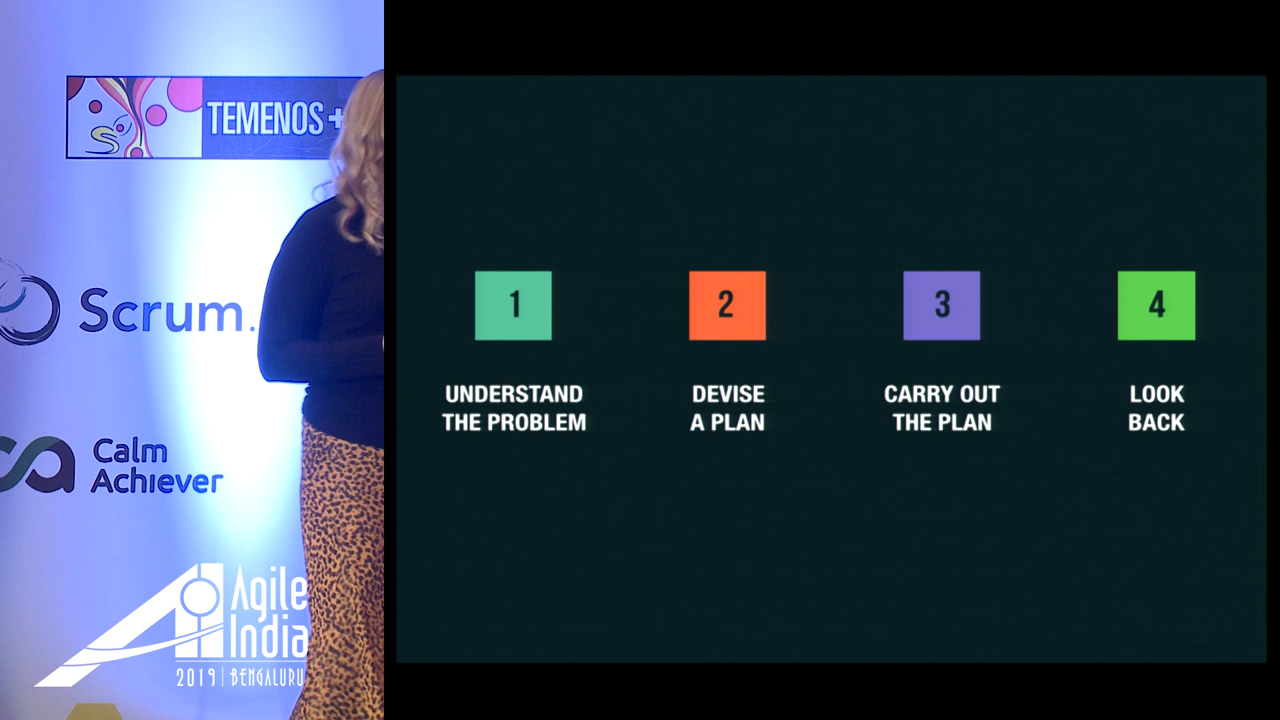 TEMENOS+
Scrum.
Calm
Achiever
Agile
India
2019 | BENGALURU
1
2
3
4
UNDERSTAND
THE PROBLEM
DEVISE
A PLAN
CARRY OUT
THE PLAN
LOOK
BACK